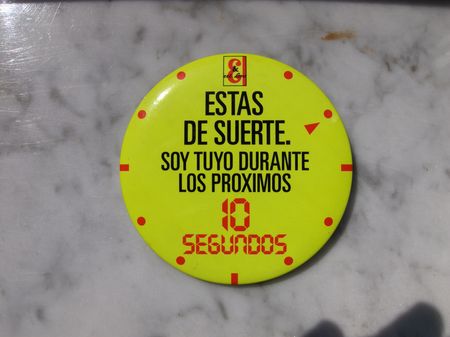 ESTAS
DE SUERTE.
SOY TUYO DURANTE
LOS PROXIMOS
10
SEGUNDOS